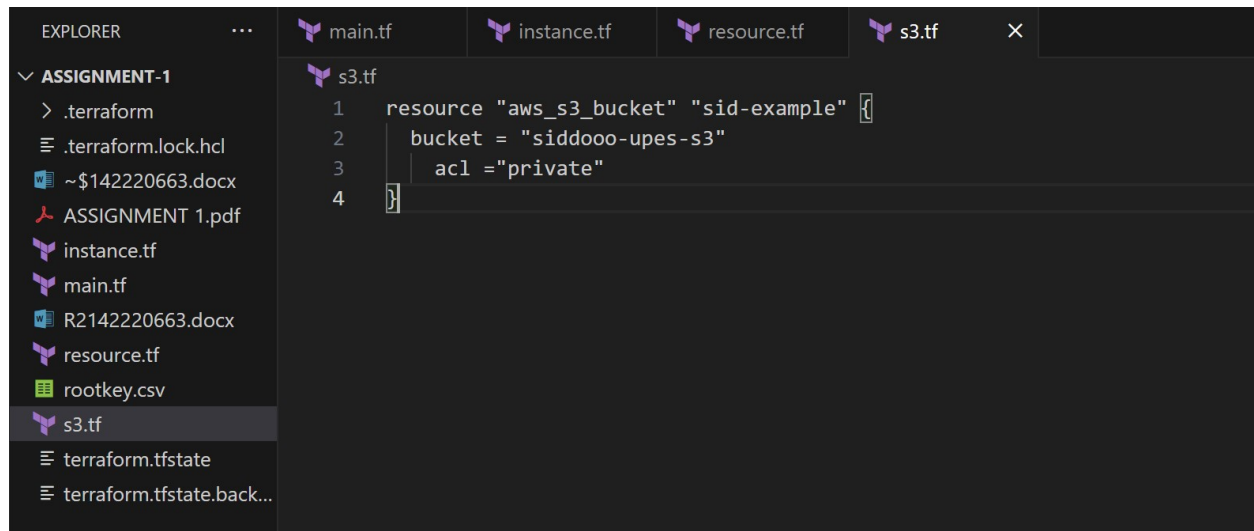 EXPLORER ...
ASSIGNMENT-1
.terraform
.terraform.lock.hcl
~$142220663.docx
ASSIGNMENT 1.pdf
instance.tf
main.tf
R2142220663.docx
resource.tf
rootkey.csv
s3.tf
terraform.tfstate
terraform.tfstate.back...
main.tf instance.tf resource.tf s3.tf
s3.tf
1 resource "aws_s3_bucket" "sid-example" {
2 bucket = "siddooo-upes-s3"
3 acl ="private"
4 }